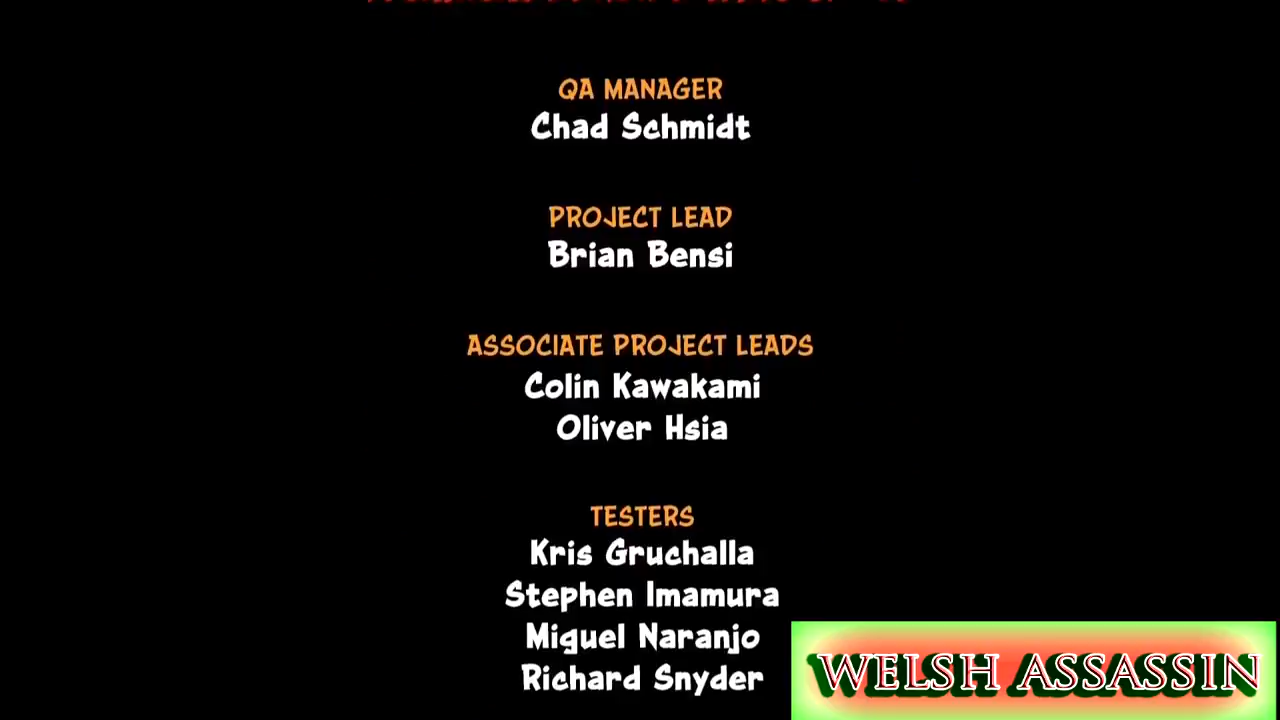 QA MANAGER
Chad Schmidt
PROJECT LEAD
Brian Bensi
ASSOCIATE PROJECT LEADS
Colin Kawakami
Oliver Hsia
TESTERS
Kris Gruchalla
Stephen Imamura
Miguel Naranjo
Richard Snyder
WELSH ASSASSIN